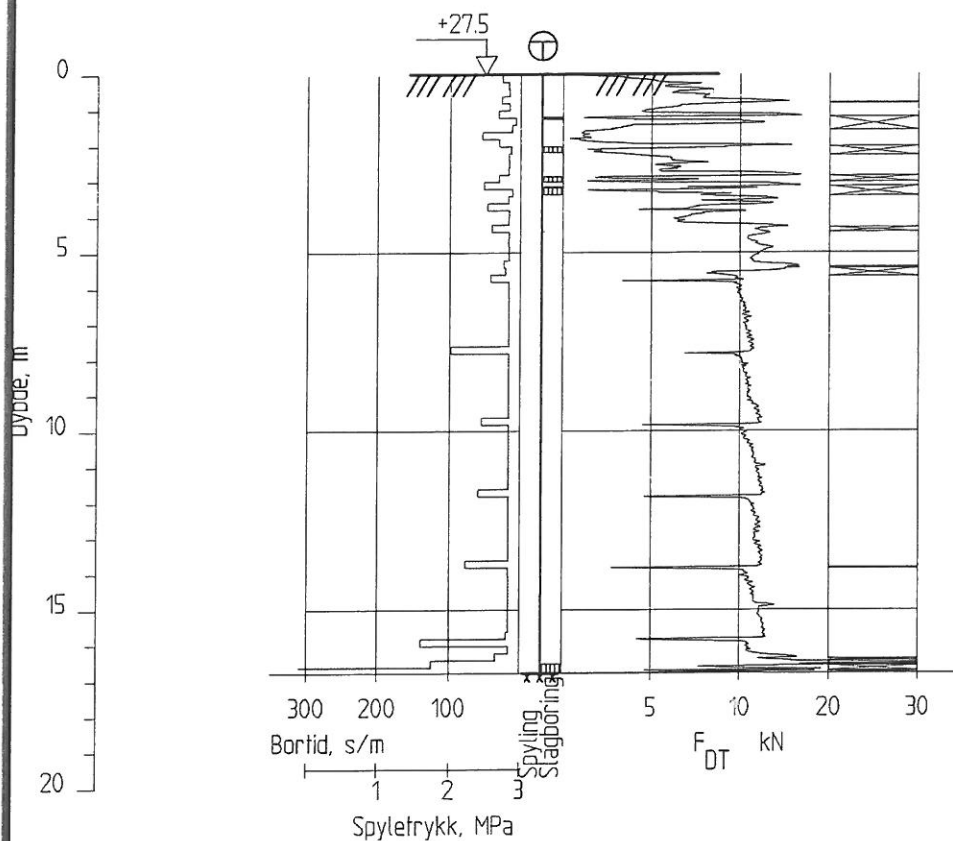 +27.5
T
0
5
Dybde, m
10
15
20
300 200 100
Bortid, s/m
Spyling
Slagboring
5 10 20 30
F_DT kN
1 2 3
Spyletrykk, MPa